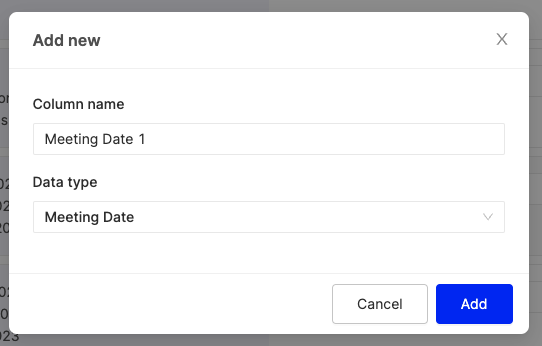 Add new
Column name
Meeting Date 1
Data type
Meeting Date
Cancel
Add